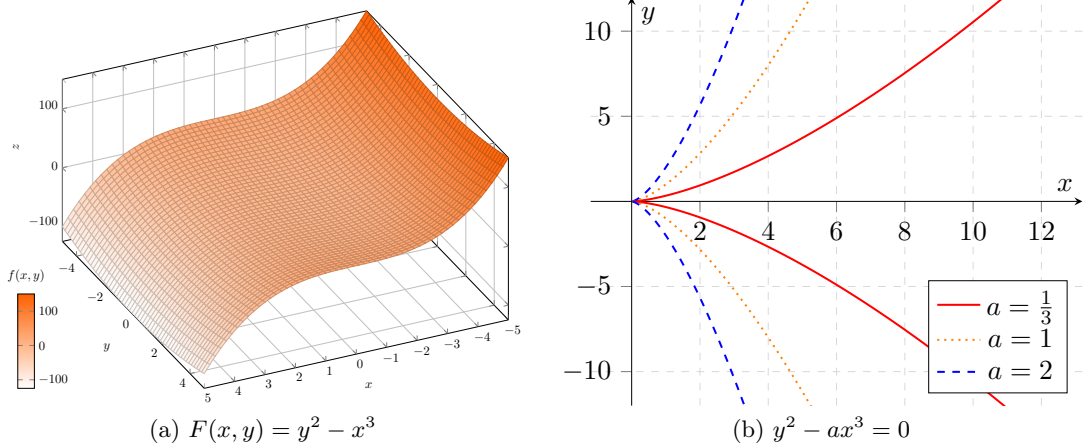 100
0
−100
z
−4
−2
0
2
4
y
5
4
3
2
1
0
−1
−2
−3
−4
−5
x
f(x, y)
100
0
−100
(a) F(x, y) = y² − x³
y
10
5
x
2
4
6
8
10
12
−5
−10
a = 1/3
a = 1
a = 2
(b) y² − ax³ = 0